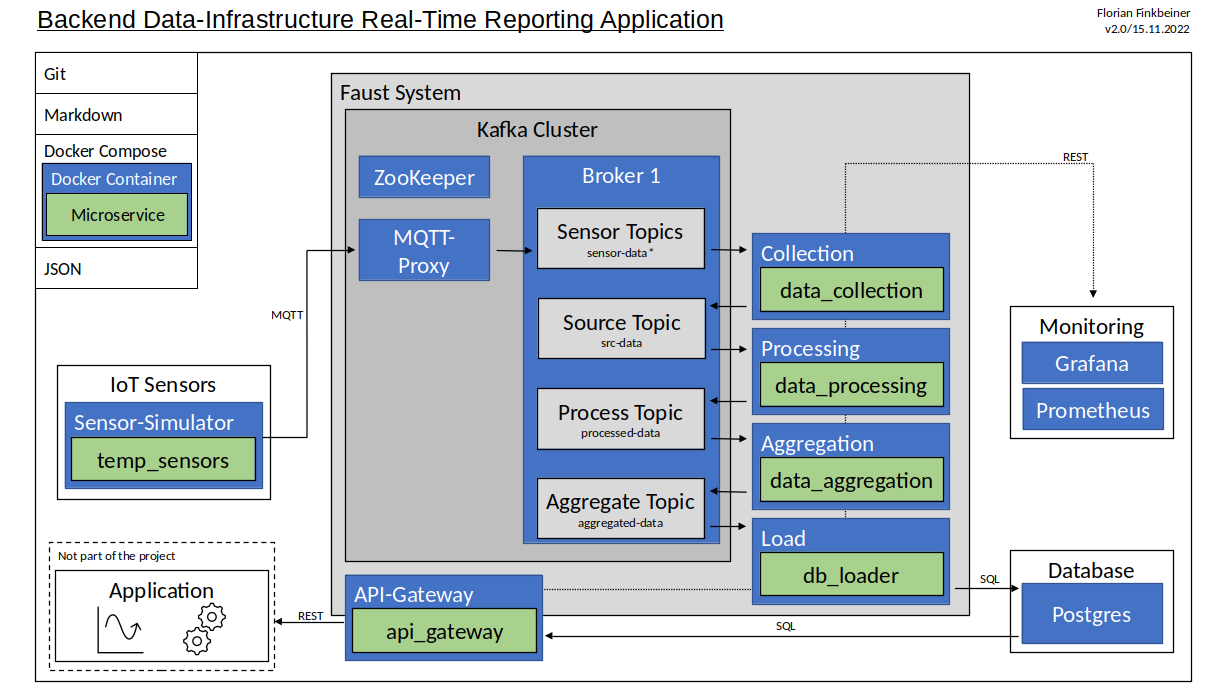 Backend Data-Infrastructure Real-Time Reporting Application
Florian Finkbeiner
v2.0/15.11.2022
Git
Markdown
Docker Compose
Docker Container
Microservice
JSON
Faust System
Kafka Cluster
ZooKeeper
MQTT-
Proxy
Broker 1
Sensor Topics
sensor-data*
Source Topic
src-data
Process Topic
processed-data
Aggregate Topic
aggregated-data
Collection
data_collection
Processing
data_processing
Aggregation
data_aggregation
Load
db_loader
REST
Monitoring
Grafana
Prometheus
MQTT
IoT Sensors
Sensor-Simulator
temp_sensors
Not part of the project
Application
REST
API-Gateway
api_gateway
SQL
SQL
Database
Postgres